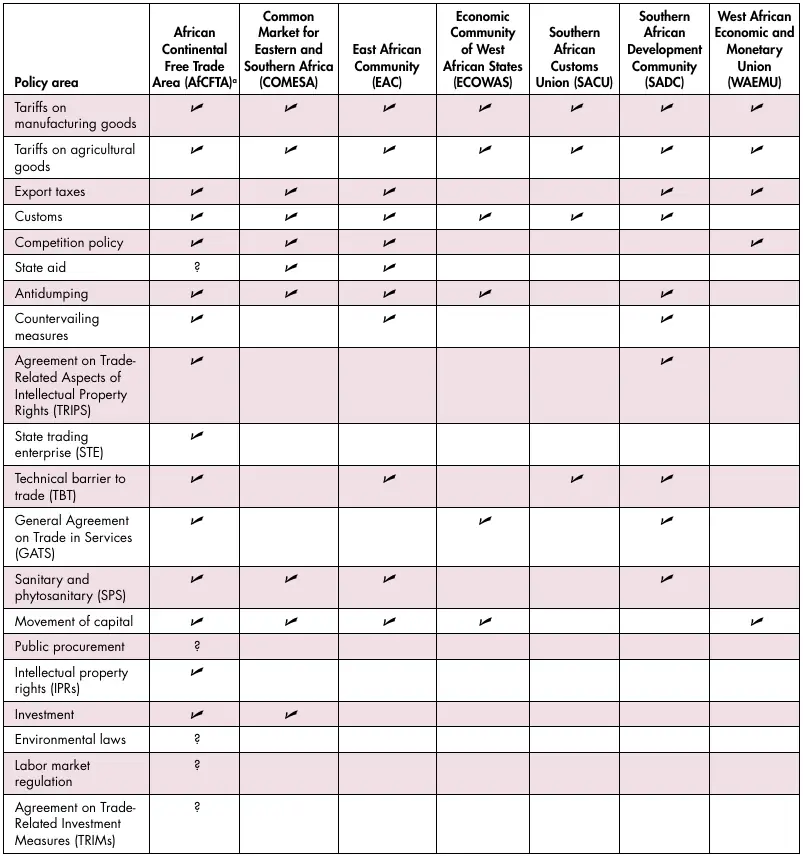 Policy area
African
Continental
Free Trade
Area (AfCFTA)ᵃ
Common
Market for
Eastern and
Southern Africa
(COMESA)
East African
Community
(EAC)
Economic
Community
of West
African States
(ECOWAS)
Southern
African
Customs
Union (SACU)
Southern
African
Development
Community
(SADC)
West African
Economic and
Monetary
Union
(WAEMU)
Tariffs on
manufacturing goods
✓ ✓ ✓ ✓ ✓ ✓ ✓
Tariffs on agricultural
goods
✓ ✓ ✓ ✓ ✓ ✓ ✓
Export taxes ✓ ✓ ✓ ✓ ✓
Customs ✓ ✓ ✓ ✓ ✓ ✓
Competition policy ✓ ✓ ✓ ✓
State aid ? ✓ ✓
Antidumping ✓ ✓ ✓ ✓ ✓
Countervailing
measures
✓ ✓ ✓
Agreement on Trade-
Related Aspects of
Intellectual Property
Rights (TRIPS)
✓ ✓
State trading
enterprise (STE)
✓
Technical barrier to
trade (TBT)
✓ ✓ ✓ ✓
General Agreement
on Trade in Services
(GATS)
✓ ✓ ✓
Sanitary and
phytosanitary (SPS)
✓ ✓ ✓ ✓
Movement of capital ✓ ✓ ✓ ✓ ✓
Public procurement ?
Intellectual property
rights (IPRs)
✓
Investment ✓ ✓
Environmental laws ?
Labor market
regulation
?
Agreement on Trade-
Related Investment
Measures (TRIMs)
?